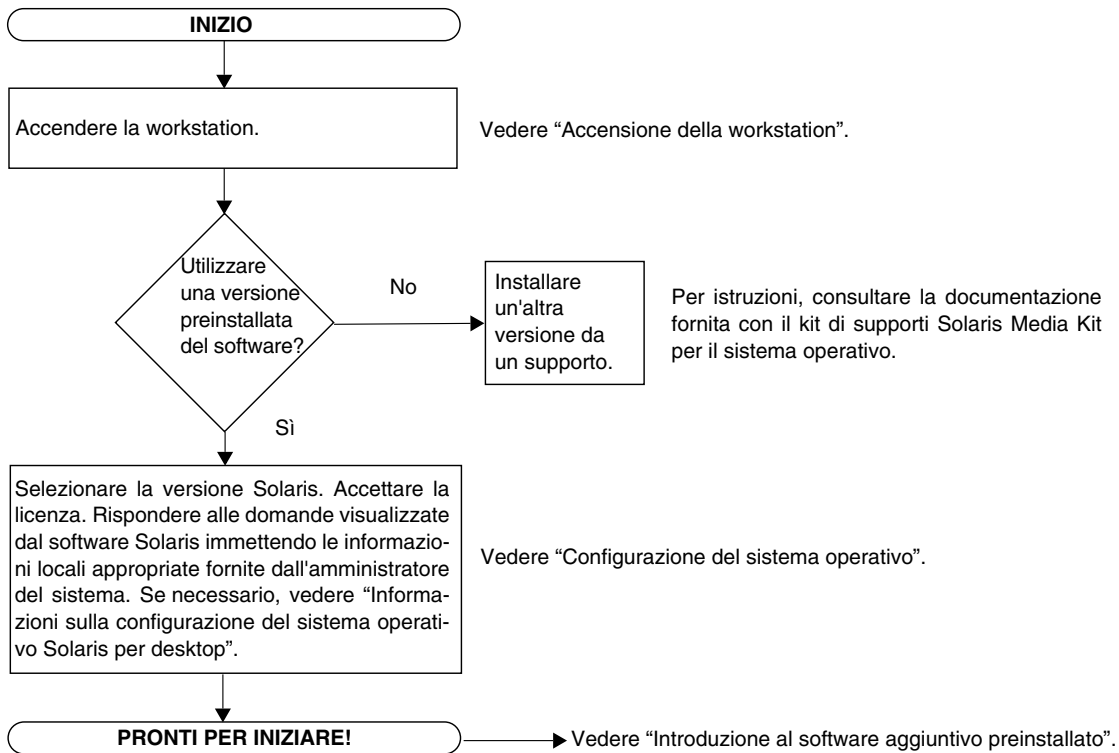 INIZIO
Accendere la workstation.
Vedere “Accensione della workstation”.
Utilizzare
una versione
preinstallata
del software?
No
Installare
un'altra
versione da
un supporto.
Per istruzioni, consultare la documentazione
fornita con il kit di supporti Solaris Media Kit
per il sistema operativo.
Sì
Selezionare la versione Solaris. Accettare la
licenza. Rispondere alle domande visualizzate
dal software Solaris immettendo le informazio-
ni locali appropriate fornite dall'amministratore
del sistema. Se necessario, vedere “Informa-
zioni sulla configurazione del sistema operati-
vo Solaris per desktop”.
Vedere “Configurazione del sistema operativo”.
PRONTI PER INIZIARE!
Vedere “Introduzione al software aggiuntivo preinstallato”.